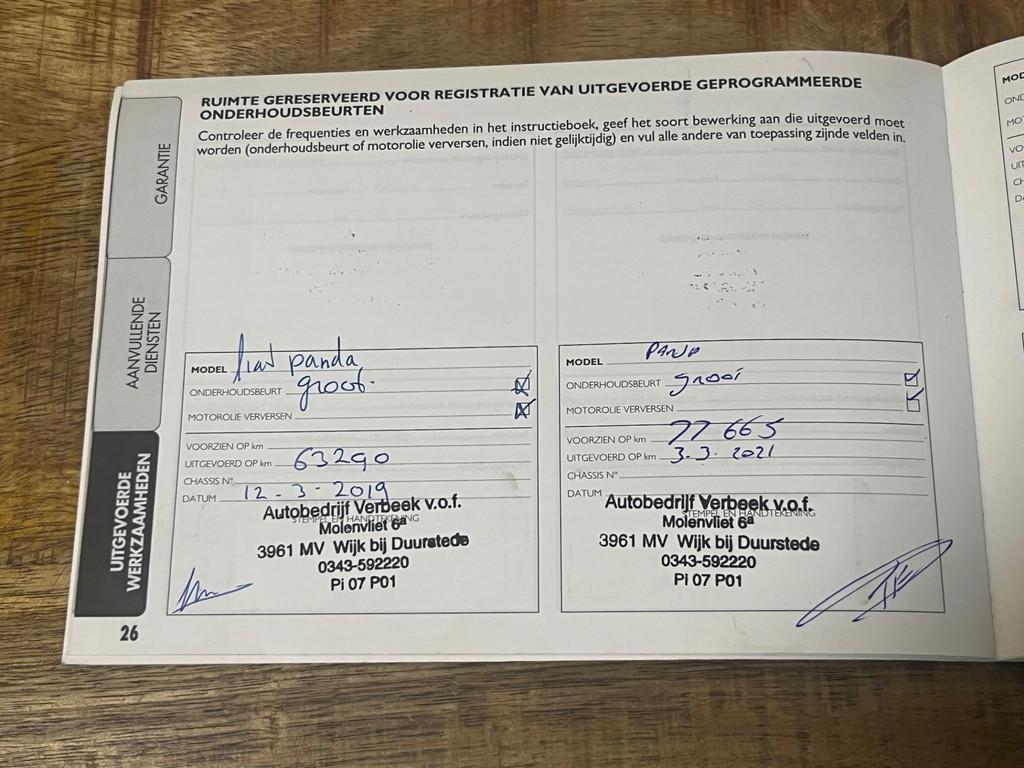 RUIMTE GERESERVEERD VOOR REGISTRATIE VAN UITGEVOERDE GEPROGRAMMEERDE
ONDERHOUDSBEURTEN
Controleer de frequenties en werkzaamheden in het instructieboek, geef het soort bewerking aan die uitgevoerd moet
worden (onderhoudsbeurt of motorolie verversen, indien niet gelijktijdig) en vul alle andere van toepassing zijnde velden in.
GARANTIE
AANVULLENDE
DIENSTEN
UITGEVOERDE
WERKZAAMHEDEN
MODEL fiat panda
ONDERHOUDSBEURT groot.
MOTOROLIE VERVERSEN
VOORZIEN OP km
UITGEVOERD OP km 63290
CHASSIS N°
DATUM 12-3-2019
STEMPEL EN HANDTEKENING
Autobedrijf Verbeek v.o.f.
Molenvliet 6a
3961 MV Wijk bij Duurstede
0343-592220
Pi 07 P01
MODEL PANDA
ONDERHOUDSBEURT groot
MOTOROLIE VERVERSEN
VOORZIEN OP km 77665
UITGEVOERD OP km 3-3-2021
CHASSIS N°
DATUM
STEMPEL EN HANDTEKENING
Autobedrijf Verbeek v.o.f.
Molenvliet 6a
3961 MV Wijk bij Duurstede
0343-592220
Pi 07 P01
26